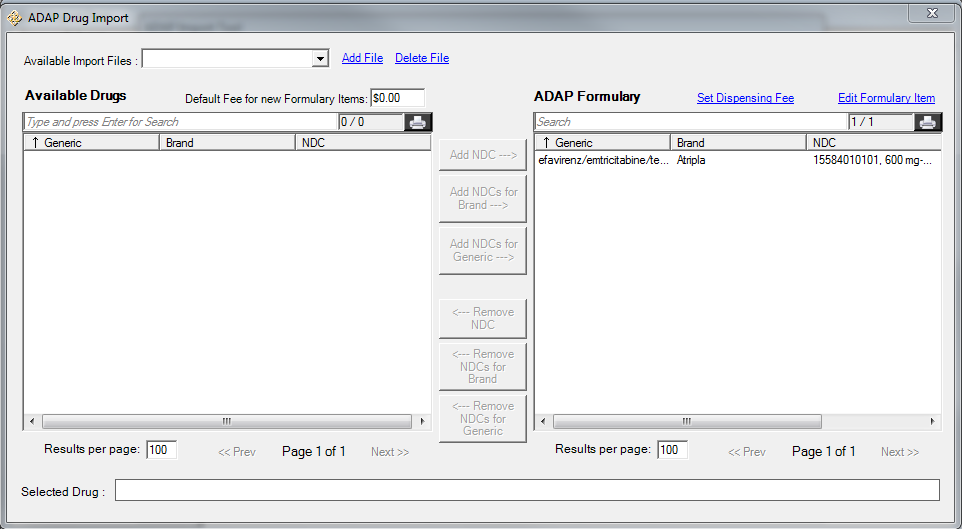 ADAP Drug Import
Available Import Files : Add File Delete File
Available Drugs Default Fee for new Formulary Items: $0.00 ADAP Formulary Set Dispensing Fee Edit Formulary Item
Type and press Enter for Search 0 / 0 Search 1 / 1
↑ Generic Brand NDC ↑ Generic Brand NDC
efavirenz/emtricitabine/te... Atripla 15584010101, 600 mg-...
Add NDC --->
Add NDCs for
Brand --->
Add NDCs for
Generic --->
<--- Remove
NDC
<--- Remove
NDCs for
Brand
<--- Remove
NDCs for
Generic
Results per page: 100 << Prev Page 1 of 1 Next >> Results per page: 100 << Prev Page 1 of 1 Next >>
Selected Drug :